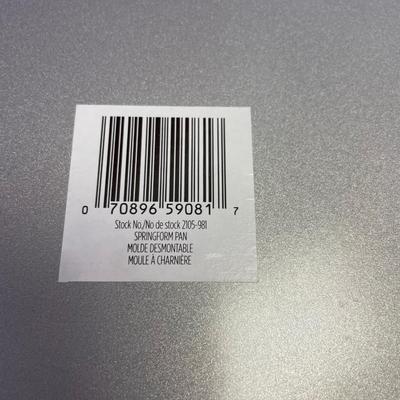 0 70896 59081 7
Stock No./No de stock 2105-981
SPRINGFORM PAN
MOLDE DESMONTABLE
MOULE À CHARNIÈRE